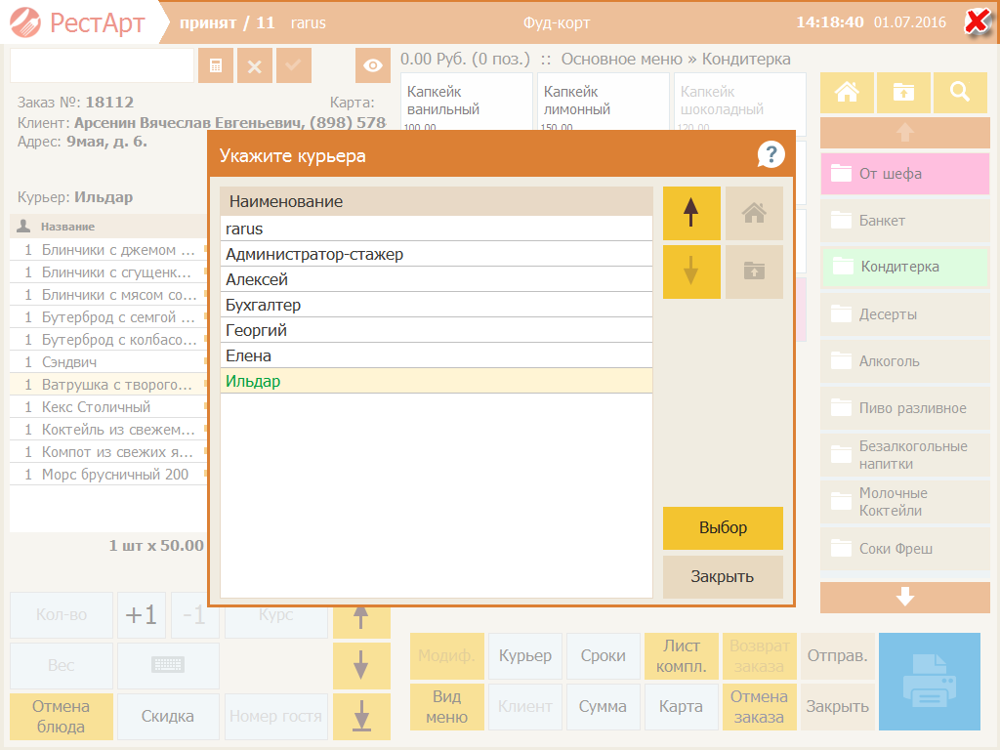 РестАрт
принят / 11 rarus Фуд-корт 14:18:40 01.07.2016
0.00 Руб. (0 поз.) :: Основное меню » Кондитерка
Заказ №: 18112 Карта:
Клиент: Арсенин Вячеслав Евгеньевич, (898) 578
Адрес: 9мая, д. 6.
Курьер: Ильдар
Название
1 Блинчики с джемом ...
1 Блинчики с сгущенк...
1 Блинчики с мясом со...
1 Бутерброд с семгой ...
1 Бутерброд с колбасо...
1 Сэндвич
1 Ватрушка с творого...
1 Кекс Столичный
1 Коктейль из свежем...
1 Компот из свежих я...
1 Морс брусничный 200
1 шт x 50.00
Капкейк
ванильный
100.00
Капкейк
лимонный
150.00
Капкейк
шоколадный
120.00
Укажите курьера
?
Наименование
rarus
Администратор-стажер
Алексей
Бухгалтер
Георгий
Елена
Ильдар
Выбор
Закрыть
От шефа
Банкет
Кондитерка
Десерты
Алкоголь
Пиво разливное
Безалкогольные
напитки
Молочные
Коктейли
Соки Фреш
Кол-во +1 -1 Курс
Вес
Отмена
блюда
Скидка
Номер гостя
Модиф.
Курьер
Сроки
Лист
компл.
Возврат
заказа
Отправ.
Вид
меню
Клиент
Сумма
Карта
Отмена
заказа
Закрыть